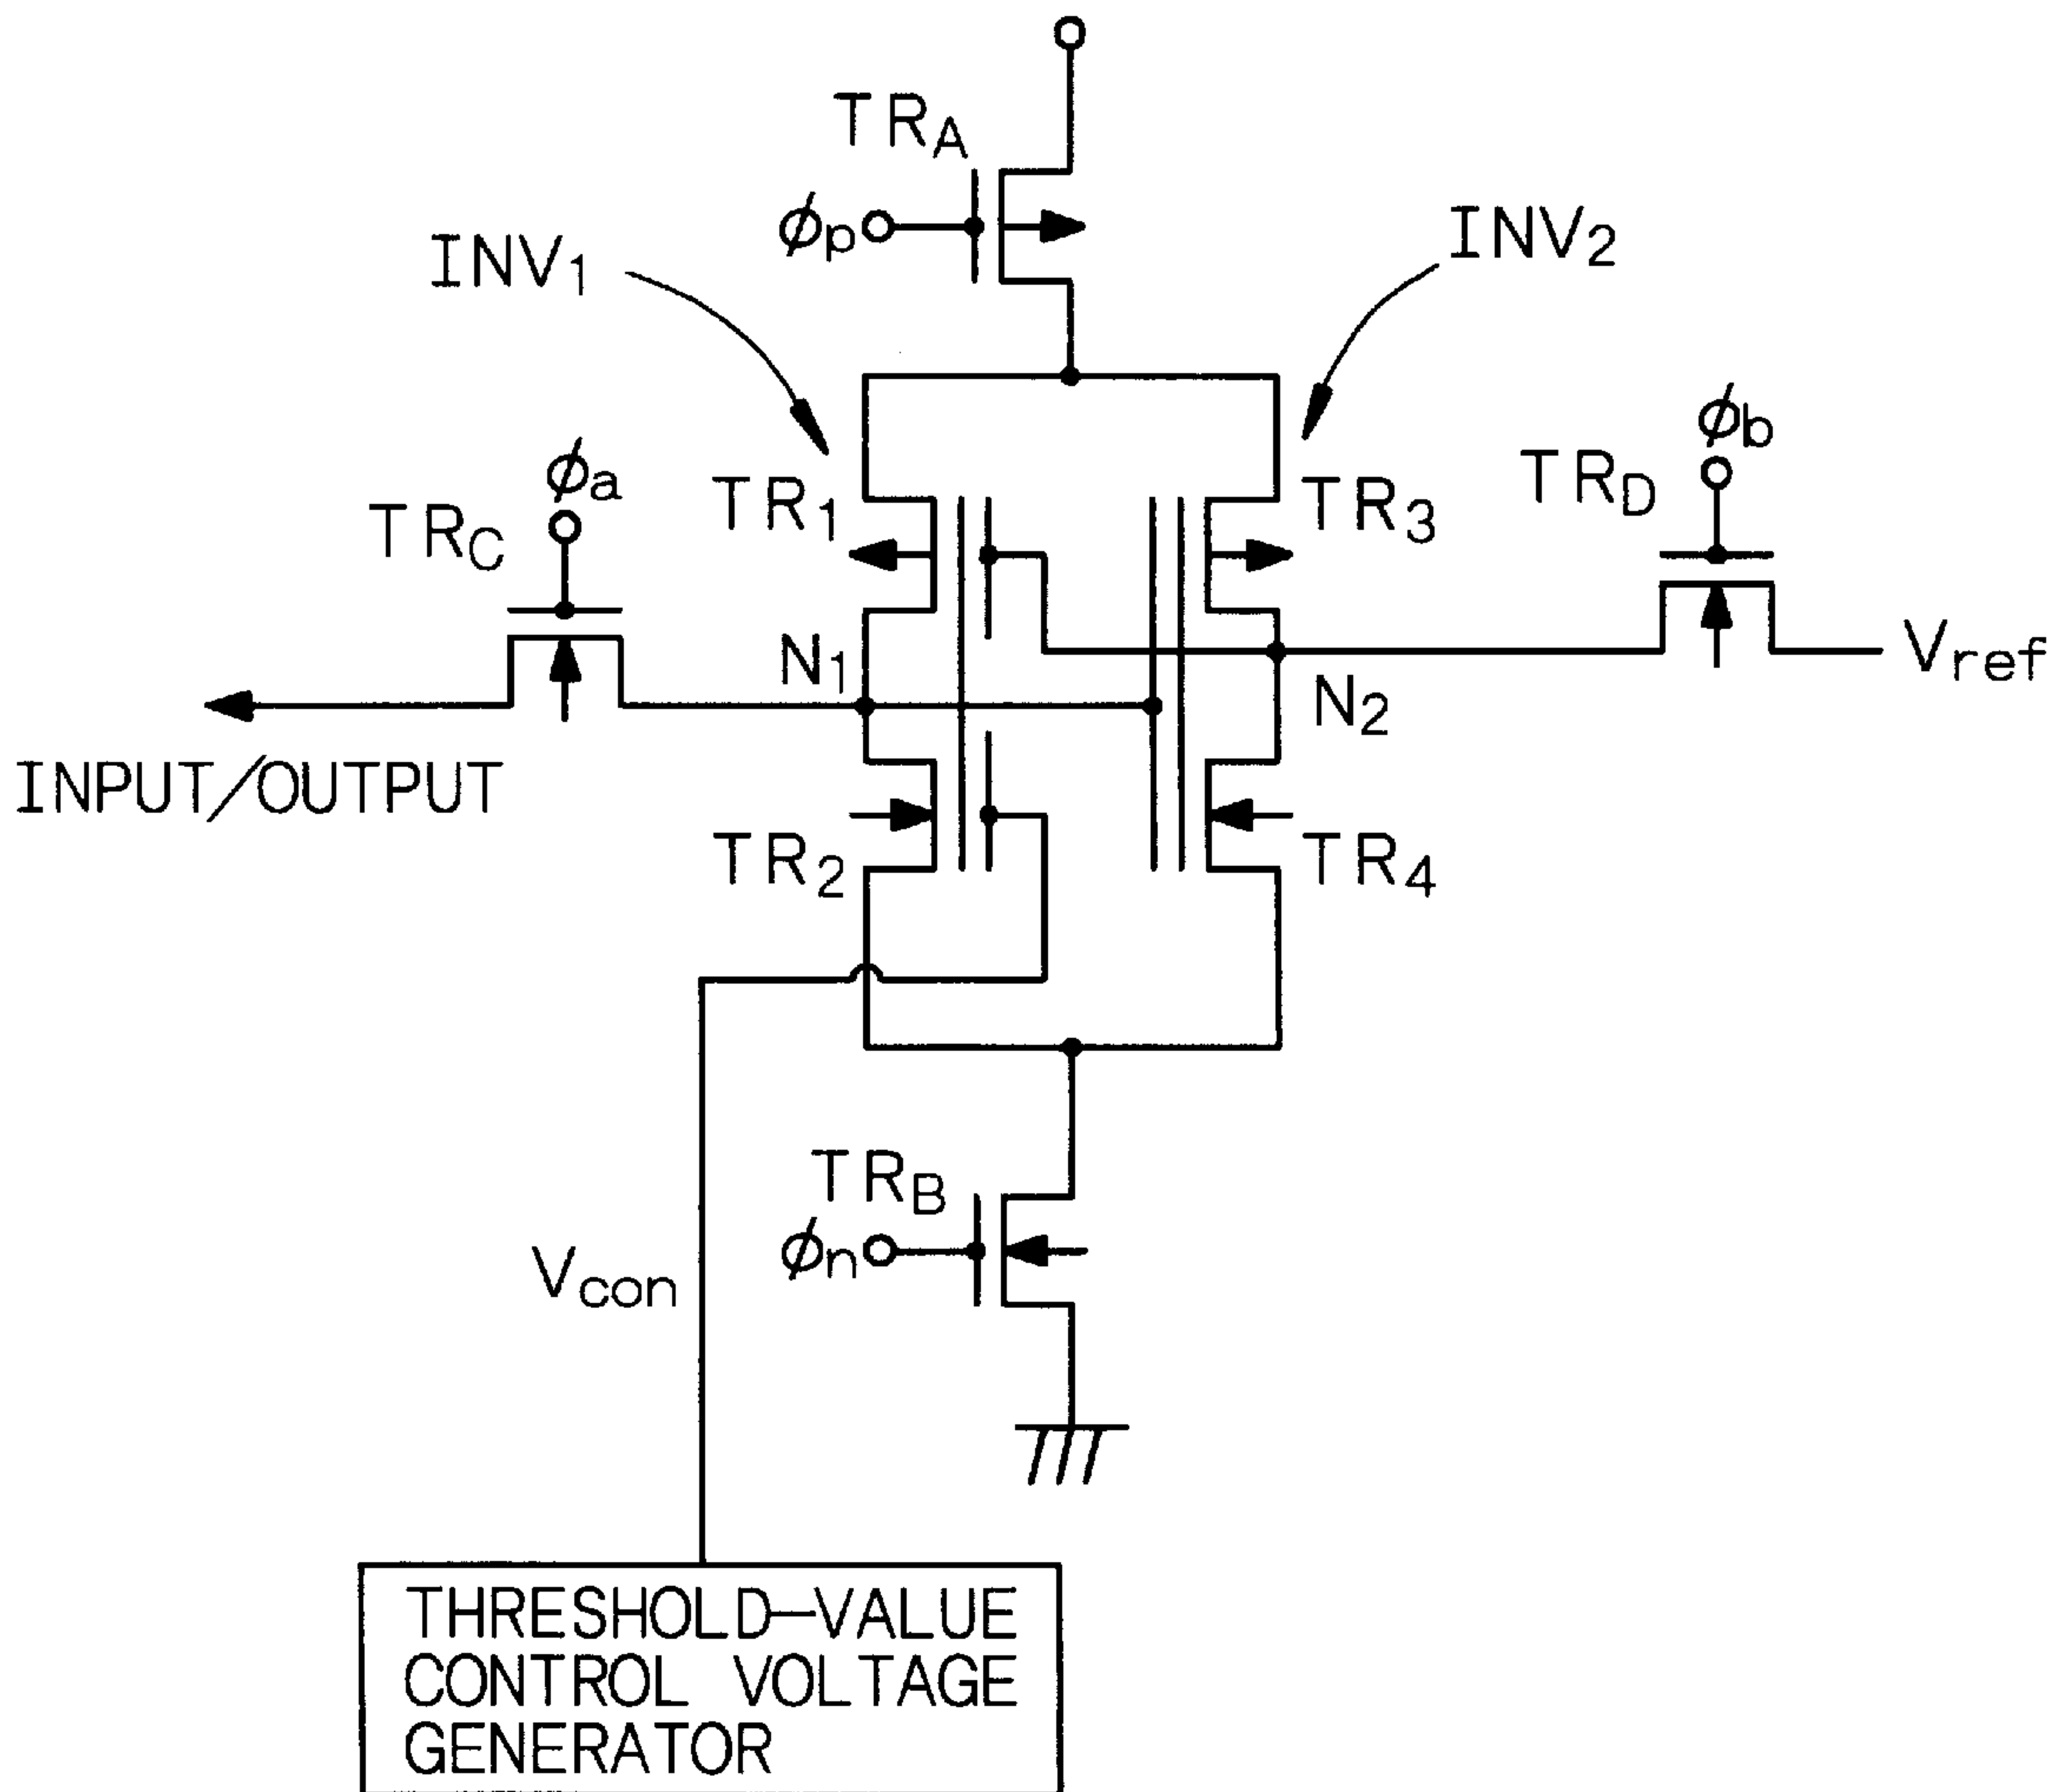 TRA
ϕp
INV1
INV2
ϕa
TRC
TR1
TR3
TRD
ϕb
N1
Vref
N2
INPUT/OUTPUT
TR2
TR4
TRB
ϕn
Vcon
THRESHOLD-VALUE
CONTROL VOLTAGE
GENERATOR